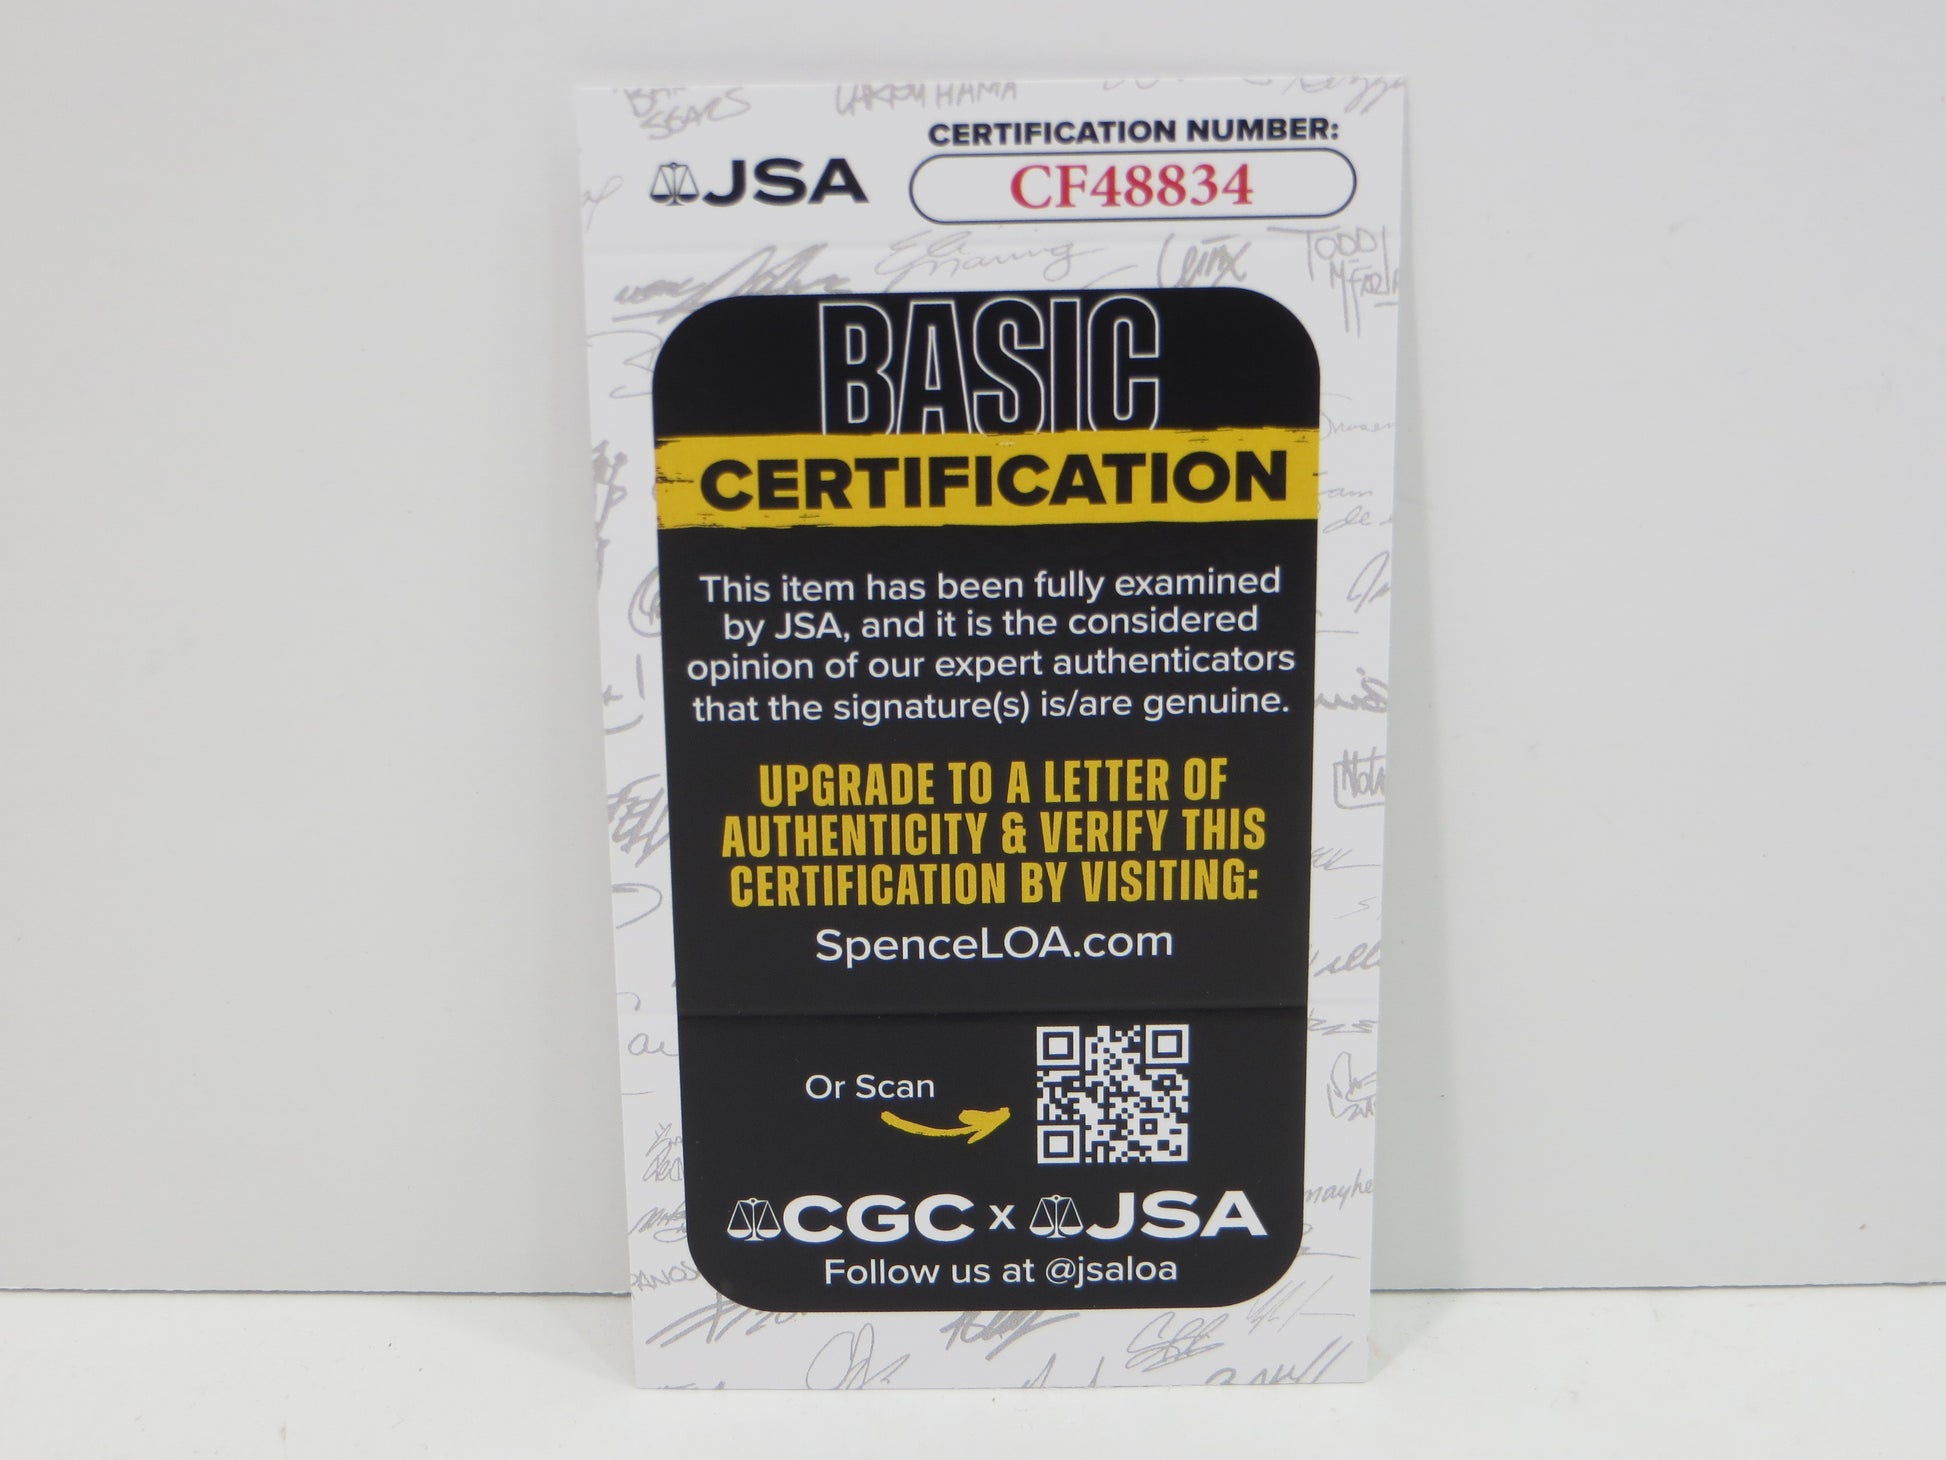 CERTIFICATION NUMBER:
JSA
CF48834
TODD
BASIC
CERTIFICATION
This item has been fully examined
by JSA, and it is the considered
opinion of our expert authenticators
that the signature(s) is/are genuine.
UPGRADE TO A LETTER OF
AUTHENTICITY & VERIFY THIS
CERTIFICATION BY VISITING:
SpenceLOA.com
Or Scan
CGC x JSA
Follow us at @jsaloa